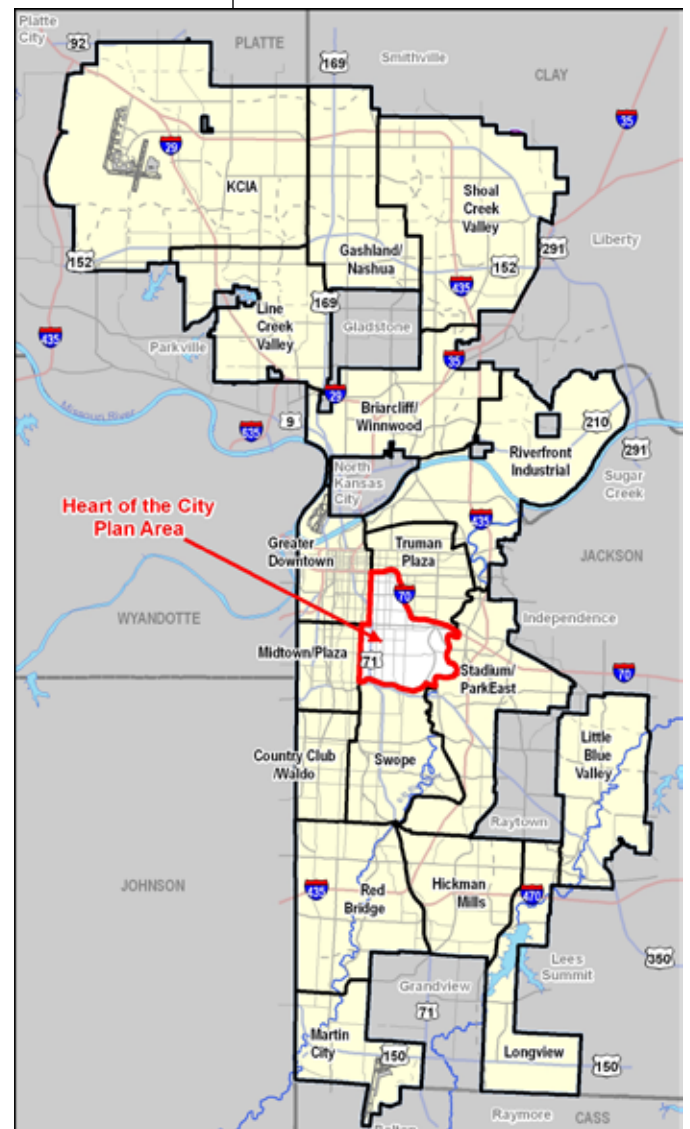 Platte
City
92
PLATTE
169
Smithville
CLAY
35
29
KCIA
Shoal
Creek
Valley
291
Liberty
152
Gashland/
Nashua
152
435
169
Line
Creek
Valley
Gladstone
435
Parkville
35
29
Missouri River
9
Briarcliff/
Winnwood
210
635
Riverfront
Industrial
291
North
Kansas
City
Sugar
Creek
Heart of the City
Plan Area
435
Greater
Downtown
Truman
Plaza
JACKSON
70
WYANDOTTE
Independence
Midtown/Plaza
71
Stadium/
ParkEast
70
Country Club
/Waldo
Swope
Little
Blue
Valley
Raytown
JOHNSON
435
Red
Bridge
Hickman
Mills
470
350
Lees
Summit
Grandview
71
Martin
City
150
Longview
150
Raymore
CASS
Belton